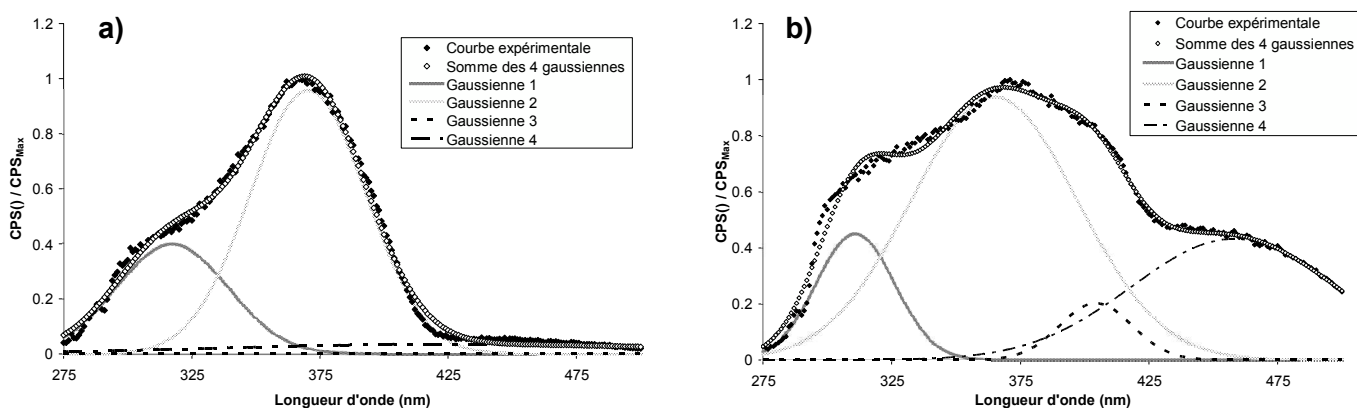 a)
1.2
1
0.8
0.6
0.4
0.2
0
CPS() / CPSMax
275
325
375
425
475
Longueur d'onde (nm)
Courbe expérimentale
Somme des 4 gaussiennes
Gaussienne 1
Gaussienne 2
Gaussienne 3
Gaussienne 4
b)
1.2
1
0.8
0.6
0.4
0.2
0
CPS() / CPSMax
275
325
375
425
475
Longueur d'onde (nm)
Courbe expérimentale
Somme des 4 gaussiennes
Gaussienne 1
Gaussienne 2
Gaussienne 3
Gaussienne 4